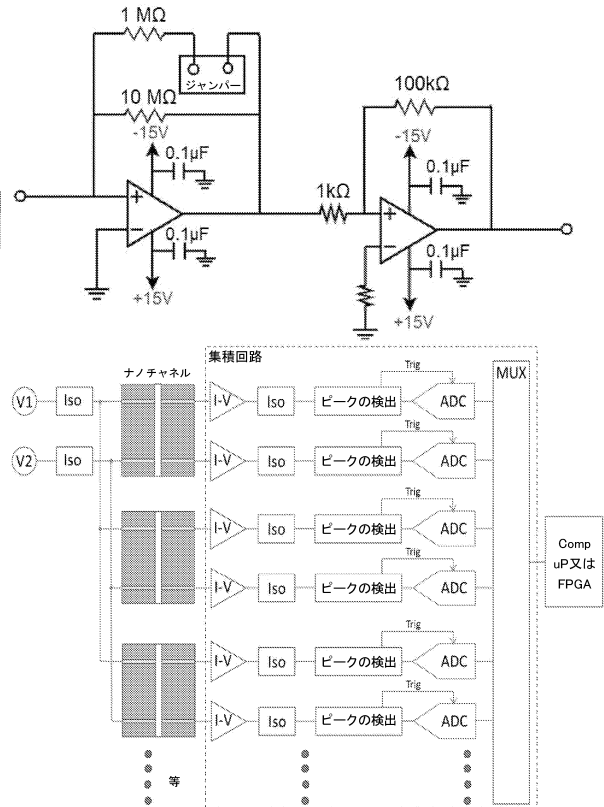 1 MΩ
ジャンパー
10 MΩ
-15V
0.1µF
+
−
0.1µF
+15V
1kΩ
100kΩ
-15V
0.1µF
+
−
0.1µF
+15V
集積回路
ナノチャネル
MUX
V1 Iso I-V Iso ピークの検出 Trig ADC
V2 Iso I-V Iso ピークの検出 Trig ADC
I-V Iso ピークの検出 Trig ADC
Comp
uP又は
FPGA
I-V Iso ピークの検出 Trig ADC
I-V Iso ピークの検出 Trig ADC
I-V Iso ピークの検出 Trig ADC
等